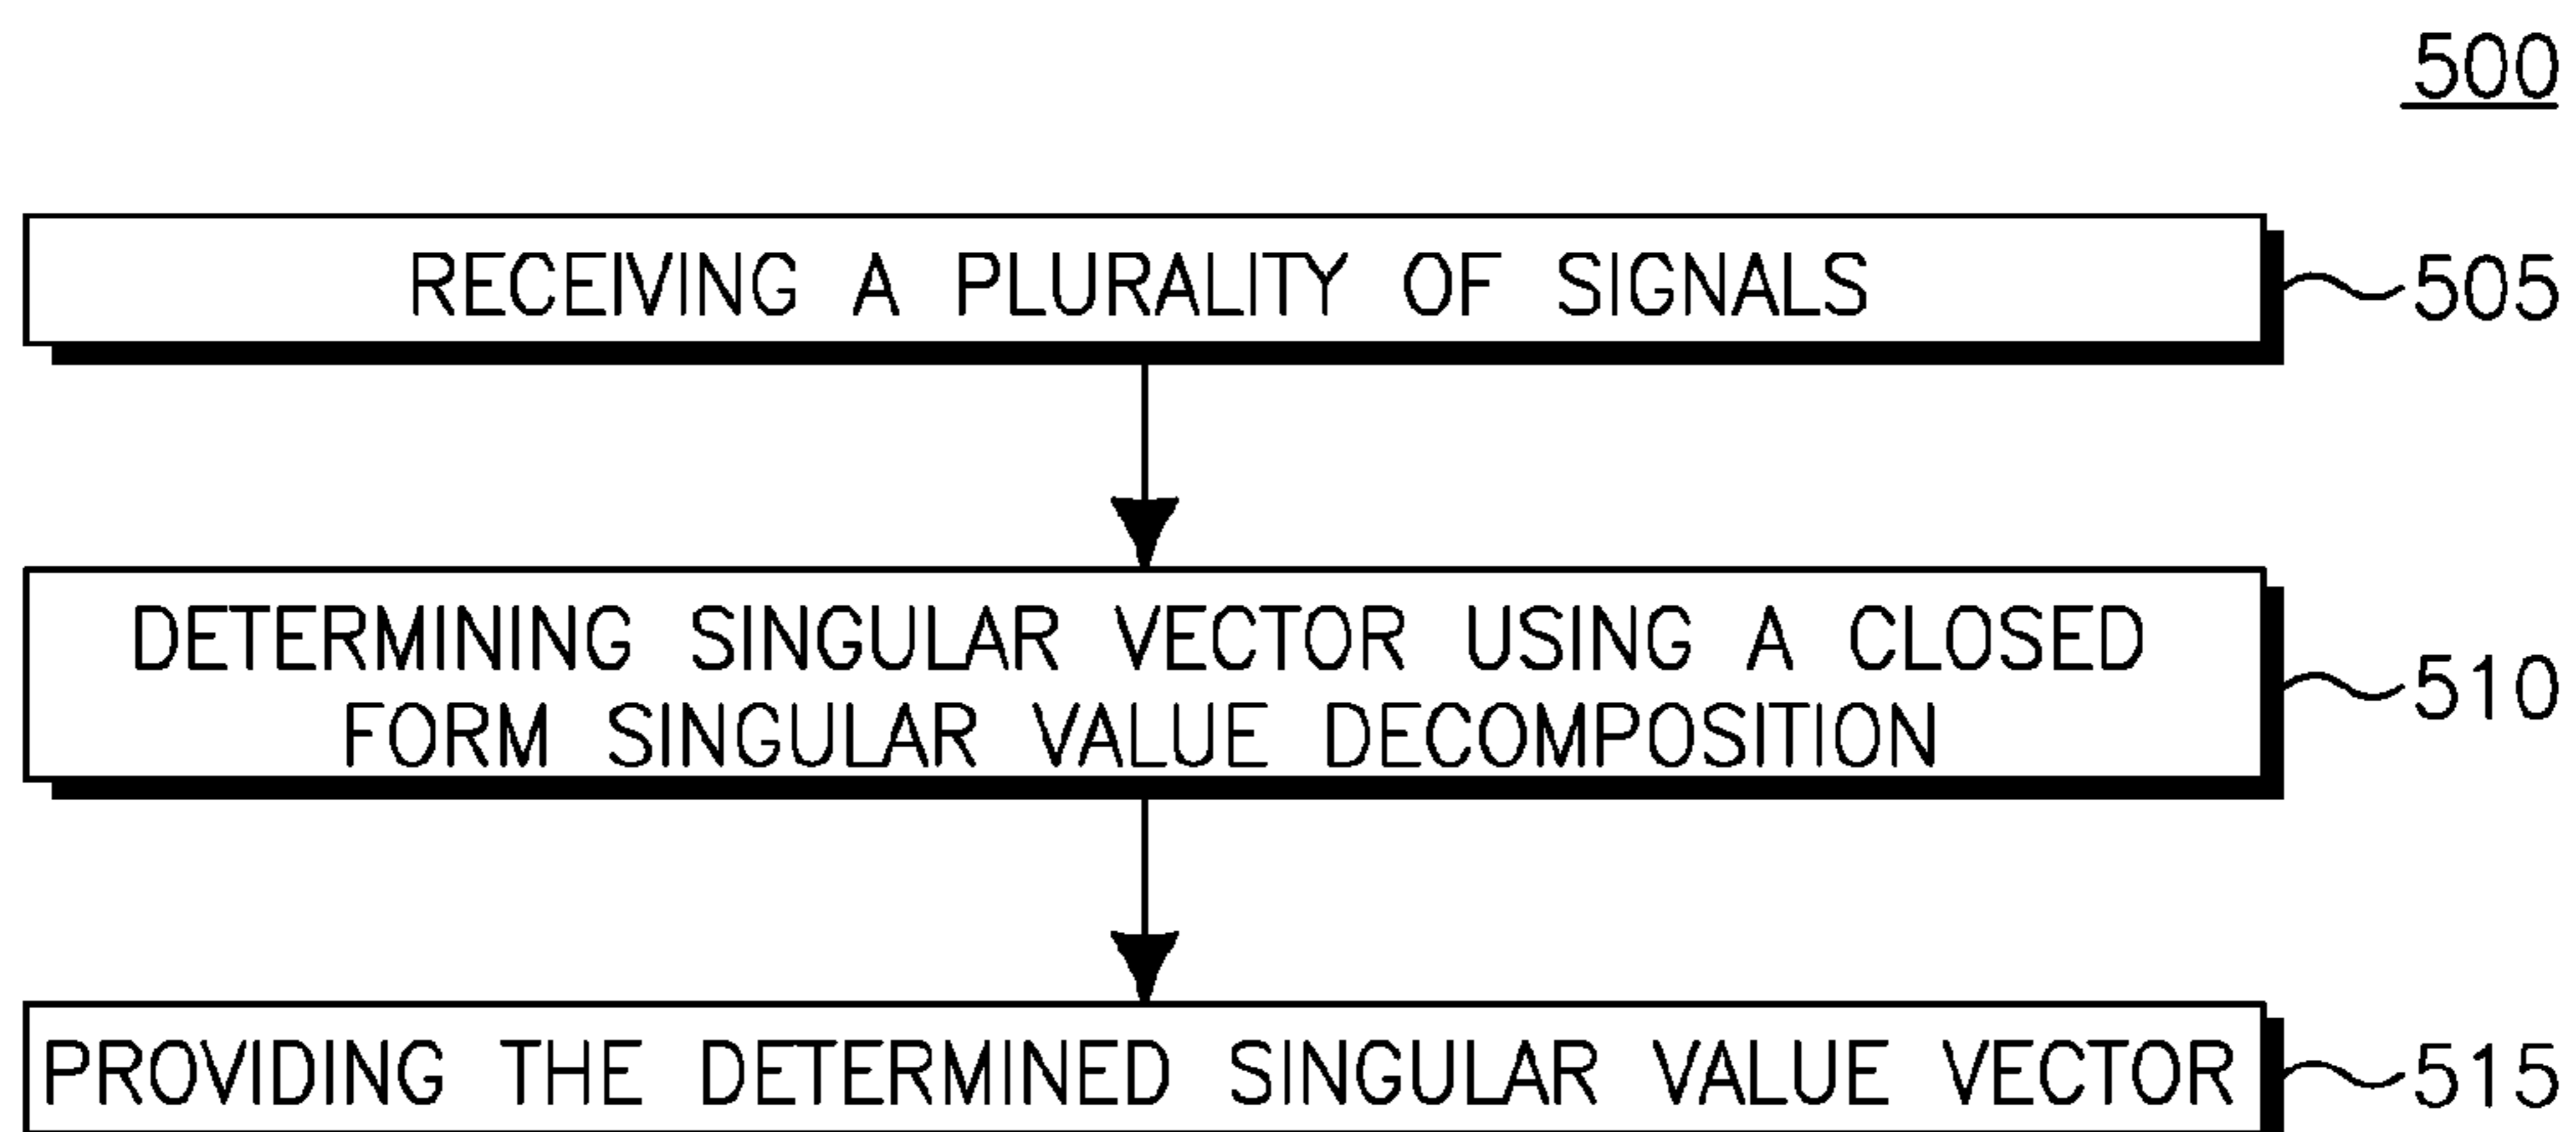 500
RECEIVING A PLURALITY OF SIGNALS
505
DETERMINING SINGULAR VECTOR USING A CLOSED
FORM SINGULAR VALUE DECOMPOSITION
510
PROVIDING THE DETERMINED SINGULAR VALUE VECTOR
515